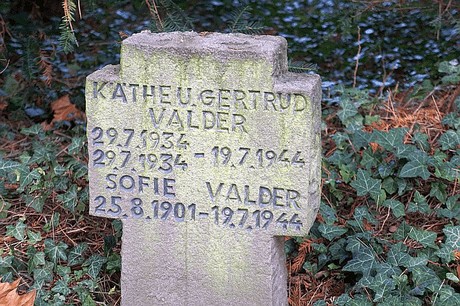 KÄTHE U. GERTRUD
VALDER
29.7.1934
29.7.1934 - 19.7.1944
SOFIE VALDER
25.8.1901-19.7.1944